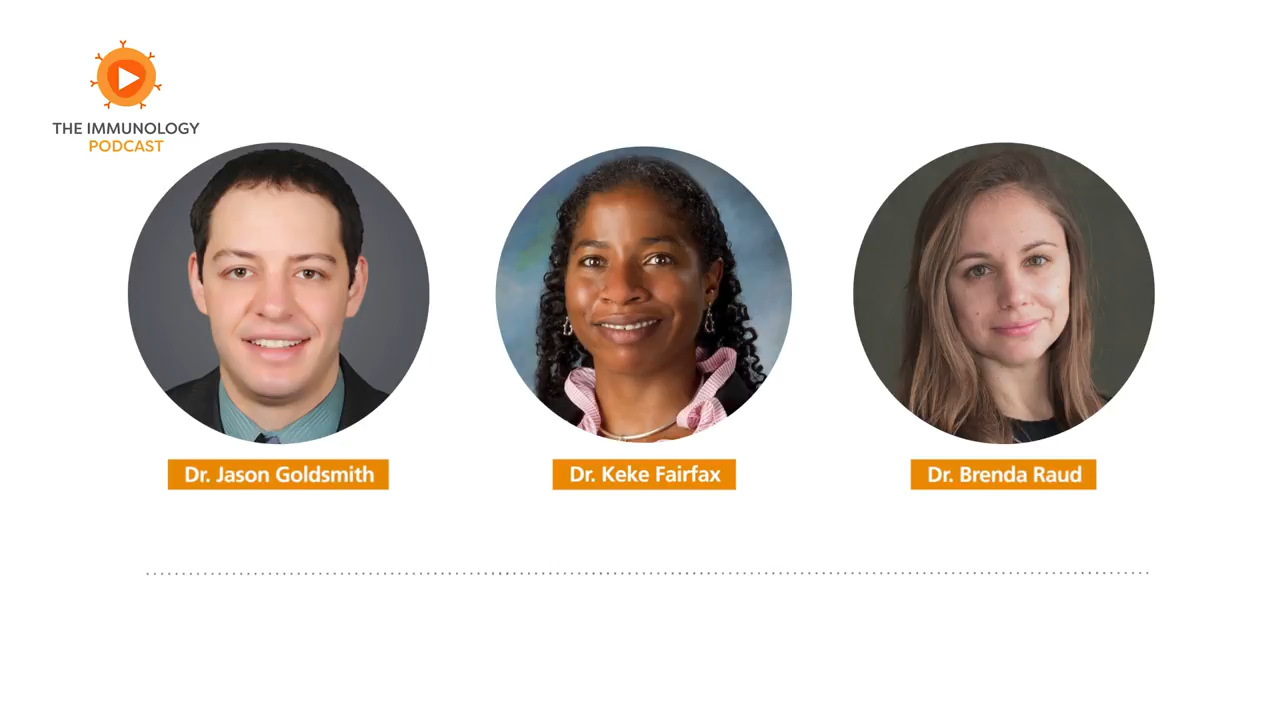 THE IMMUNOLOGY
PODCAST
Dr. Jason Goldsmith
Dr. Keke Fairfax
Dr. Brenda Raud